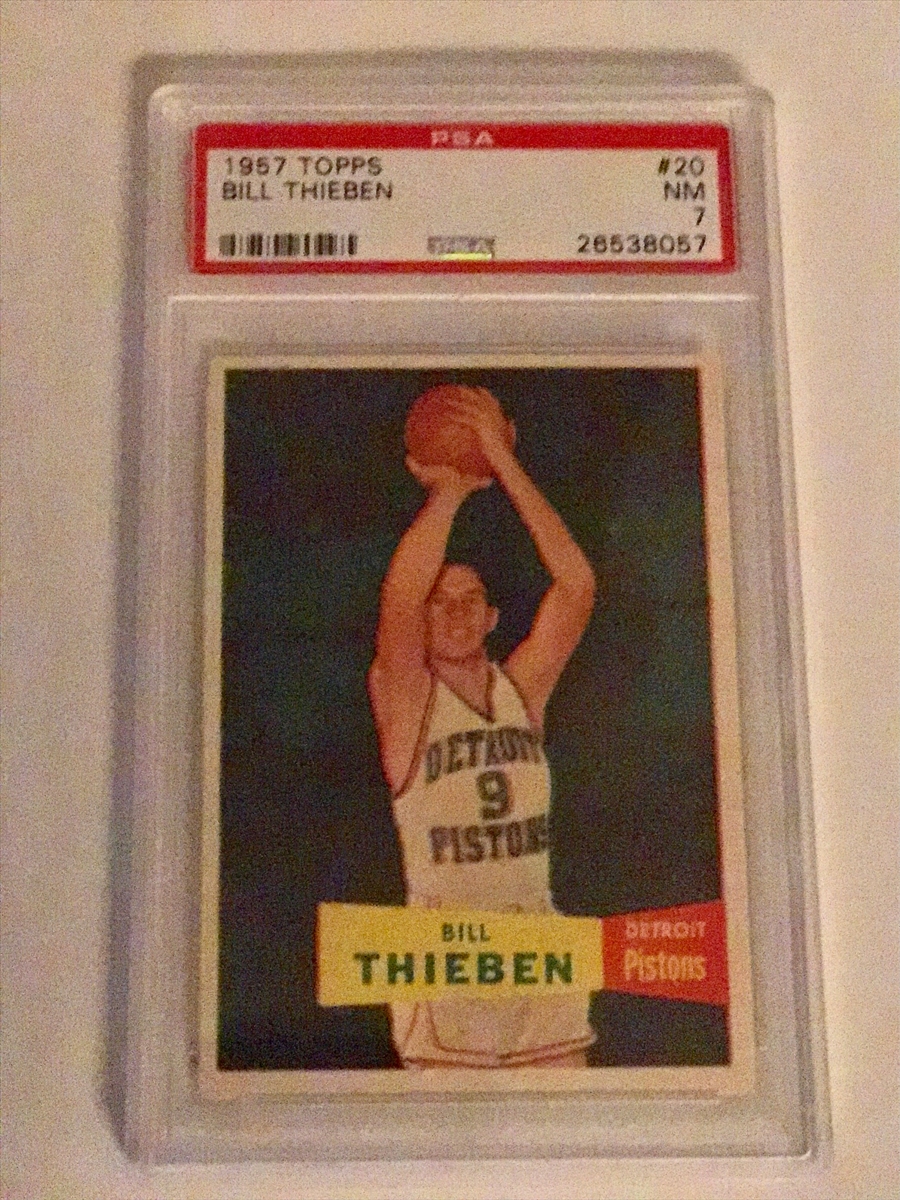 PSA
1957 TOPPS #20
BILL THIEBEN NM
7
26538057
DETROIT
9
PISTONS
BILL
THIEBEN
DETROIT
Pistons